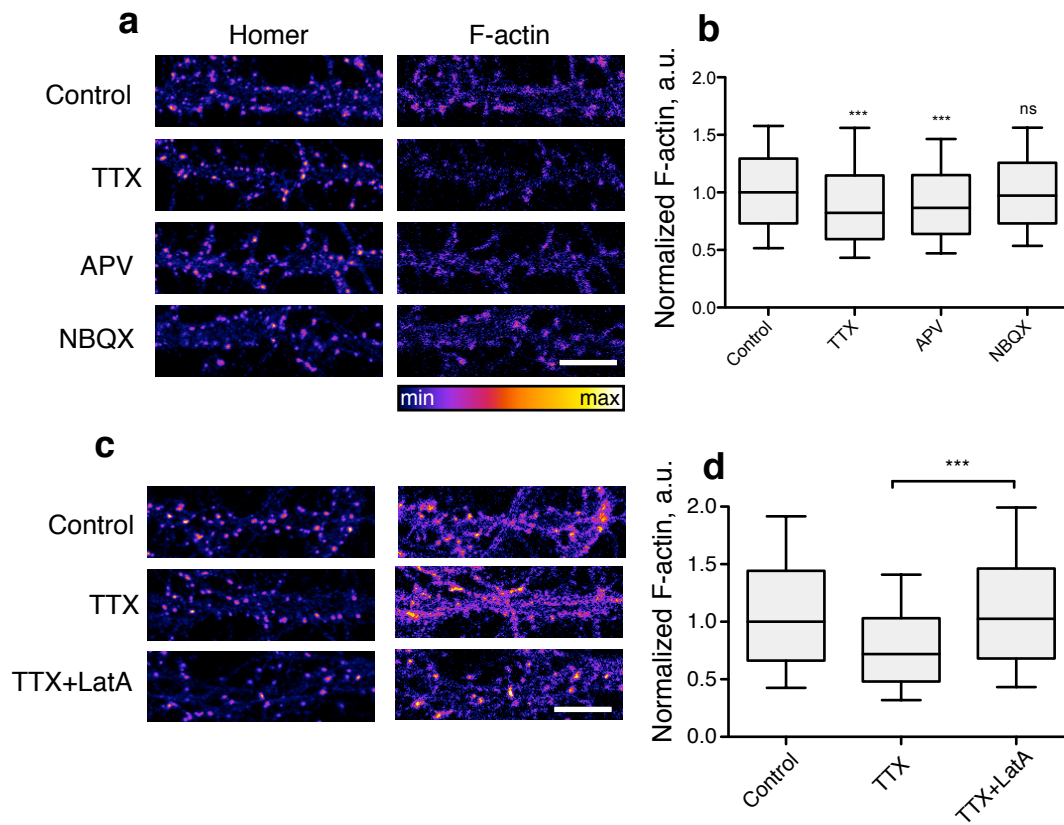 a
Homer
F-actin
Control
TTX
APV
NBQX
min
max
b
Normalized F-actin, a.u.
2.0
1.5
1.0
0.5
0.0
***
***
ns
Control
TTX
APV
NBQX
c
Control
TTX
TTX+LatA
d
***
Normalized F-actin, a.u.
2.0
1.5
1.0
0.5
0.0
Control
TTX
TTX+LatA